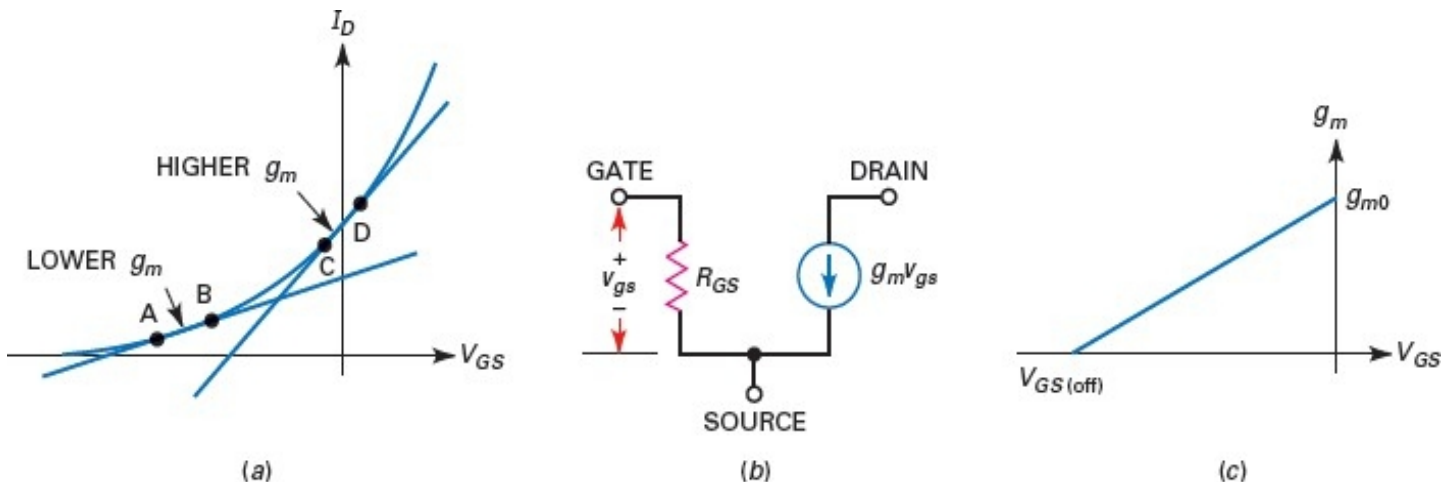 I_D
HIGHER g_m
D
C
LOWER g_m
A
B
V_GS
(a)
GATE
DRAIN
+
v_gs
−
R_GS
g_m v_gs
SOURCE
(b)
g_m
g_m0
V_GS
V_GS(off)
(c)